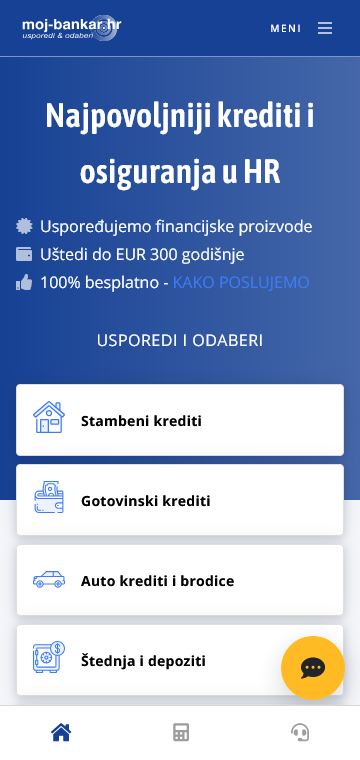 moj-bankar.hr
usporedi & odaberi
MENI
Najpovoljniji krediti i
osiguranja u HR
Uspoređujemo financijske proizvode
Uštedi do EUR 300 godišnje
100% besplatno - KAKO POSLUJEMO
USPOREDI I ODABERI
Stambeni krediti
Gotovinski krediti
Auto krediti i brodice
Štednja i depoziti